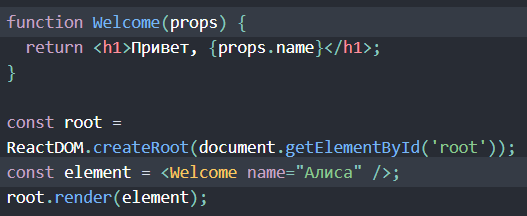 function Welcome(props) {
  return <h1>Привет, {props.name}</h1>;
}

const root =
ReactDOM.createRoot(document.getElementById('root'));
const element = <Welcome name="Алиса" />;
root.render(element);